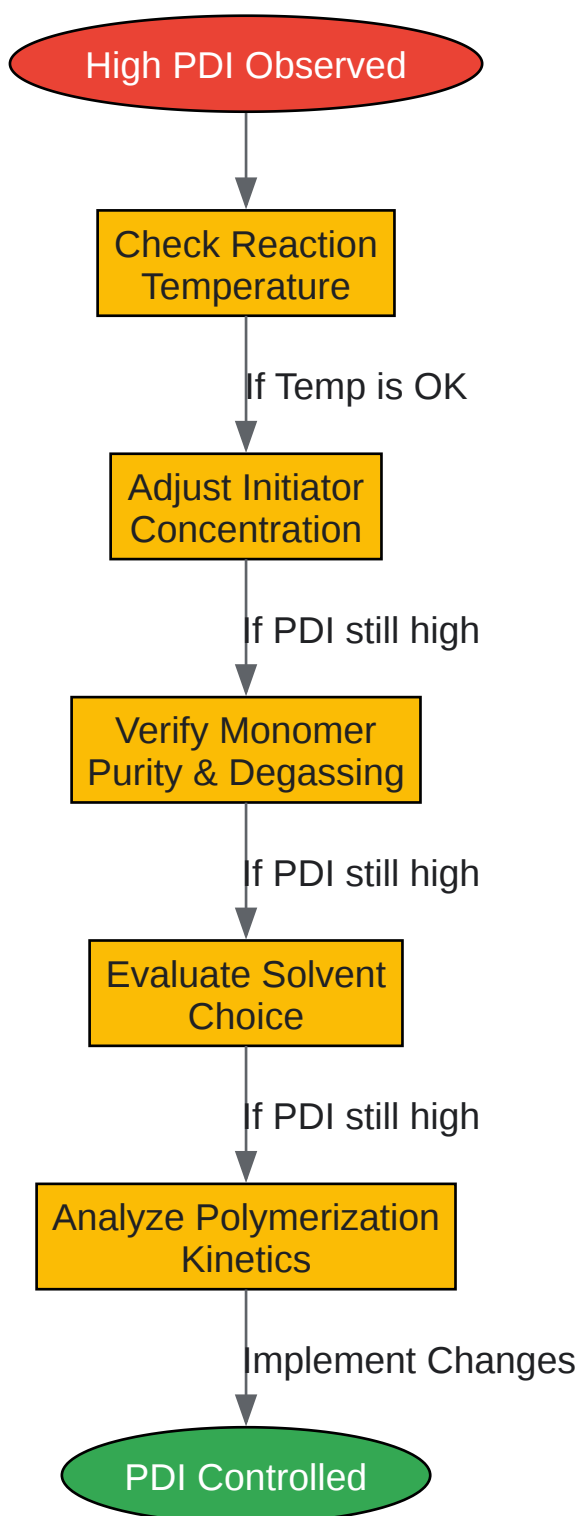 High PDI Observed
Check Reaction
Temperature
If Temp is OK
Adjust Initiator
Concentration
If PDI still high
Verify Monomer
Purity & Degassing
If PDI still high
Evaluate Solvent
Choice
If PDI still high
Analyze Polymerization
Kinetics
Implement Changes
PDI Controlled